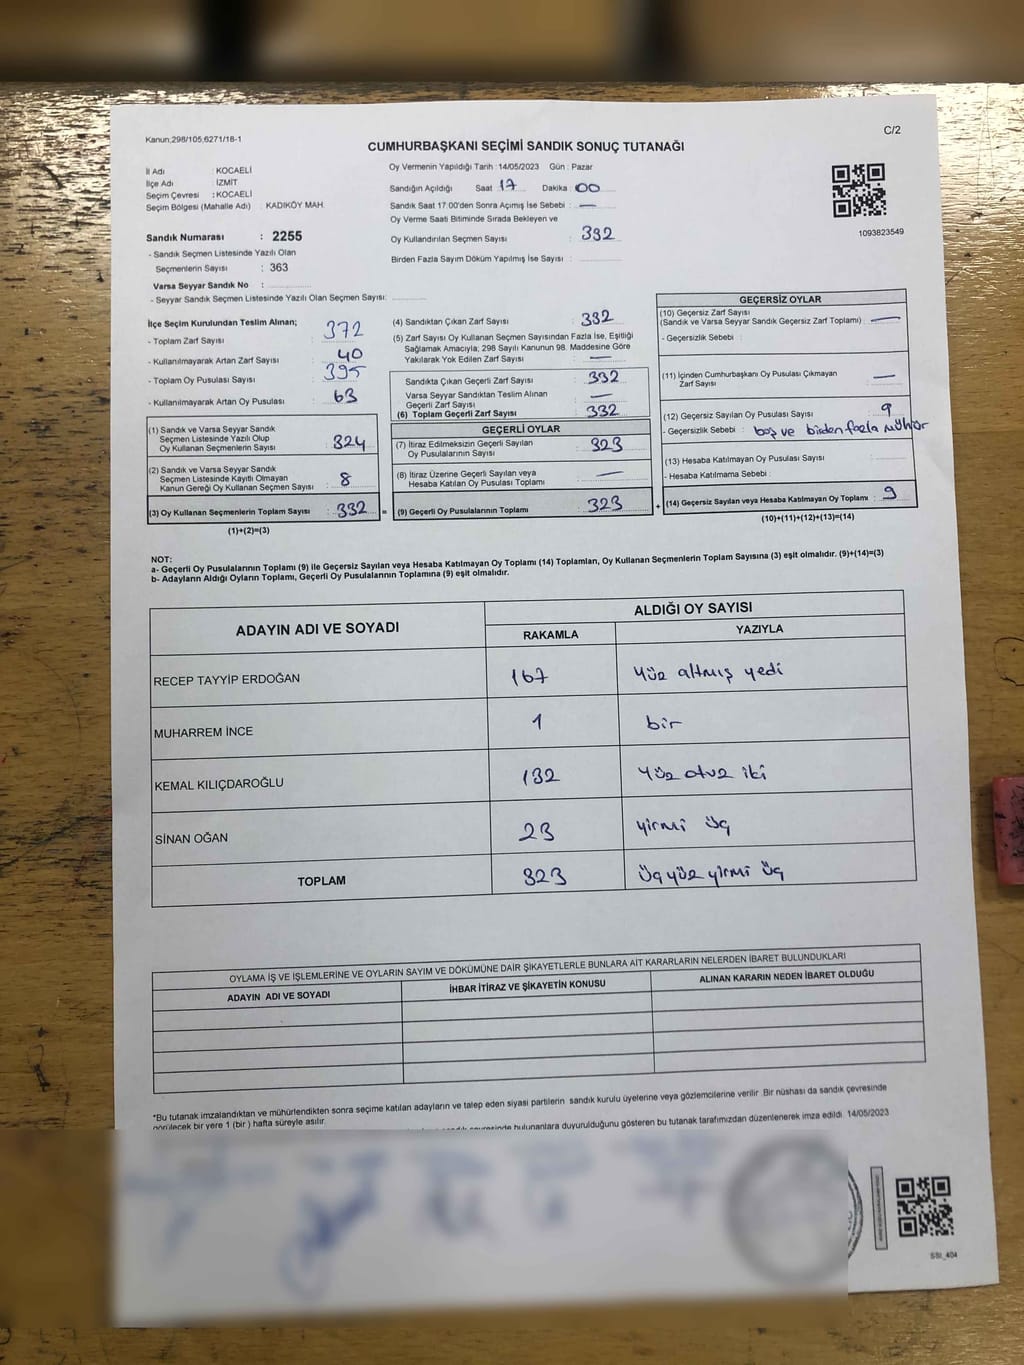 Kanun,298/105,6271/18-1
C/2
CUMHURBAŞKANI SEÇİMİ SANDIK SONUÇ TUTANAĞI
İl Adı : KOCAELİ
İlçe Adı : İZMİT
Seçim Çevresi : KOCAELİ
Seçim Bölgesi (Mahalle Adı) : KADIKÖY MAH.
Sandık Numarası : 2255
- Sandık Seçmen Listesinde Yazılı Olan
Seçmenlerin Sayısı : 363
Varsa Seyyar Sandık No :
- Seyyar Sandık Seçmen Listesinde Yazılı Olan Seçmen Sayısı:
Oy Vermenin Yapıldığı Tarih : 14/05/2023 Gün : Pazar
Sandığın Açıldığı Saat 17 Dakika : 00
Sandık Saat 17:00'den Sonra Açımış İse Sebebi : —
Oy Verme Saati Bitiminde Sırada Bekleyen ve
Oy Kullandırılan Seçmen Sayısı : 332
Birden Fazla Sayım Döküm Yapılmış İse Sayısı :
1093823549
İlçe Seçim Kurulundan Teslim Alınan;
- Toplam Zarf Sayısı : 372
- Kullanılmayarak Artan Zarf Sayısı : 40
- Toplam Oy Pusulası Sayısı : 395
- Kullanılmayarak Artan Oy Pusulası : 63
(1) Sandık ve Varsa Seyyar Sandık
Seçmen Listesinde Yazılı Olup
Oy Kullanan Seçmenlerin Sayısı : 324
(2) Sandık ve Varsa Seyyar Sandık
Seçmen Listesinde Kayıtlı Olmayan
Kanun Gereği Oy Kullanan Seçmen Sayısı : 8
(3) Oy Kullanan Seçmenlerin Toplam Sayısı : 332 =
(1)+(2)=(3)
(4) Sandıktan Çıkan Zarf Sayısı : 332
(5) Zarf Sayısı Oy Kullanan Seçmen Sayısından Fazla İse, Eşitliği
Sağlamak Amacıyla; 298 Sayılı Kanunun 98. Maddesine Göre
Yakılarak Yok Edilen Zarf Sayısı : —
Sandıkta Çıkan Geçerli Zarf Sayısı : 332
Varsa Seyyar Sandıktan Teslim Alınan
Geçerli Zarf Sayısı : —
(6) Toplam Geçerli Zarf Sayısı : 332
GEÇERLİ OYLAR
(7) İtiraz Edilmeksizin Geçerli Sayılan
Oy Pusulalarının Sayısı : 323
(8) İtiraz Üzerine Geçerli Sayılan veya
Hesaba Katılan Oy Pusulası Toplamı : —
(9) Geçerli Oy Pusulalarının Toplamı : 323 +
GEÇERSİZ OYLAR
(10) Geçersiz Zarf Sayısı
(Sandık ve Varsa Seyyar Sandık Geçersiz Zarf Toplamı) : —
- Geçersizlik Sebebi :
(11) İçinden Cumhurbaşkanı Oy Pusulası Çıkmayan
Zarf Sayısı : —
(12) Geçersiz Sayılan Oy Pusulası Sayısı : 9
- Geçersizlik Sebebi : boş ve birden fazla mühür
(13) Hesaba Katılmayan Oy Pusulası Sayısı :
- Hesaba Katılmama Sebebi :
(14) Geçersiz Sayılan veya Hesaba Katılmayan Oy Toplamı : 9
(10)+(11)+(12)+(13)=(14)
NOT:
a- Geçerli Oy Pusulalarının Toplamı (9) ile Geçersiz Sayılan veya Hesaba Katılmayan Oy Toplamı (14) Toplamları, Oy Kullanan Seçmenlerin Toplam Sayısına (3) eşit olmalıdır. (9)+(14)=(3)
b- Adayların Aldığı Oyların Toplamı, Geçerli Oy Pusulalarının Toplamına (9) eşit olmalıdır.
ADAYIN ADI VE SOYADI
ALDIĞI OY SAYISI
RAKAMLA YAZIYLA
RECEP TAYYİP ERDOĞAN 167 yüz altmış yedi
MUHARREM İNCE 1 bir
KEMAL KILIÇDAROĞLU 132 yüz otuz iki
SİNAN OĞAN 23 yirmi üç
TOPLAM 323 üçyüz yirmi üç
OYLAMA İŞ VE İŞLEMLERİNE VE OYLARIN SAYIM VE DÖKÜMÜNE DAİR ŞİKAYETLERLE BUNLARA AİT KARARLARIN NELERDEN İBARET BULUNDUKLARI
ADAYIN ADI VE SOYADI İHBAR İTİRAZ VE ŞİKAYETİN KONUSU ALINAN KARARIN NEDEN İBARET OLDUĞU
*Bu tutanak imzalandıktan ve mühürlendikten sonra seçime katılan adayların ve talep eden siyasi partilerin sandık kurulu üyelerine veya gözlemcilerine verilir. Bir nüshası da sandık çevresinde
görülecek bir yere 1 (bir ) hafta süreyle asılır.
bulunanlara duyurulduğunu gösteren bu tutanak tarafımızdan düzenlenerek imza edildi. 14/05/2023
SSI_404